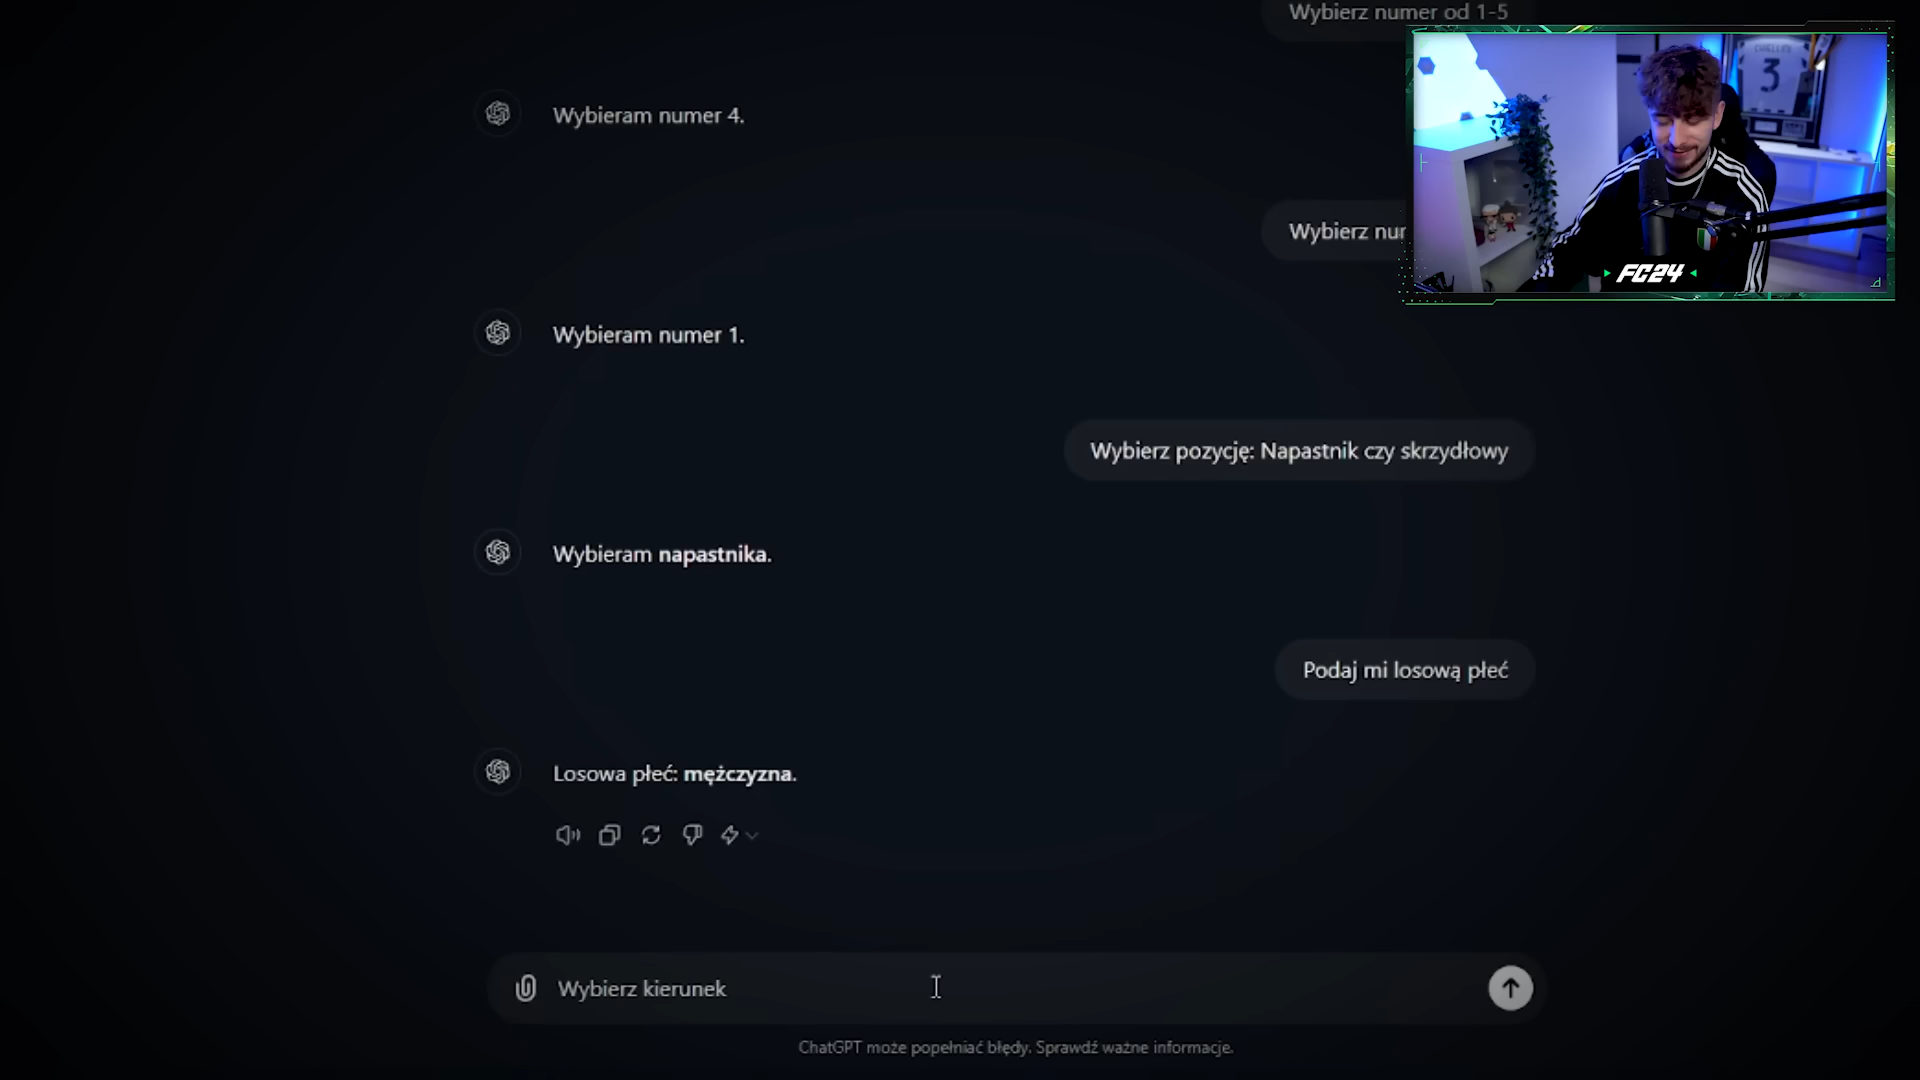 Wybierz numer od 1-5
Wybieram numer 4.
Wybierz
Wybieram numer 1.
Wybierz pozycję: Napastnik czy skrzydłowy
Wybieram napastnika.
Podaj mi losową płeć
Losowa płeć: mężczyzna.
Wybierz kierunek
ChatGPT może popełniać błędy. Sprawdź ważne informacje.
3
FC24